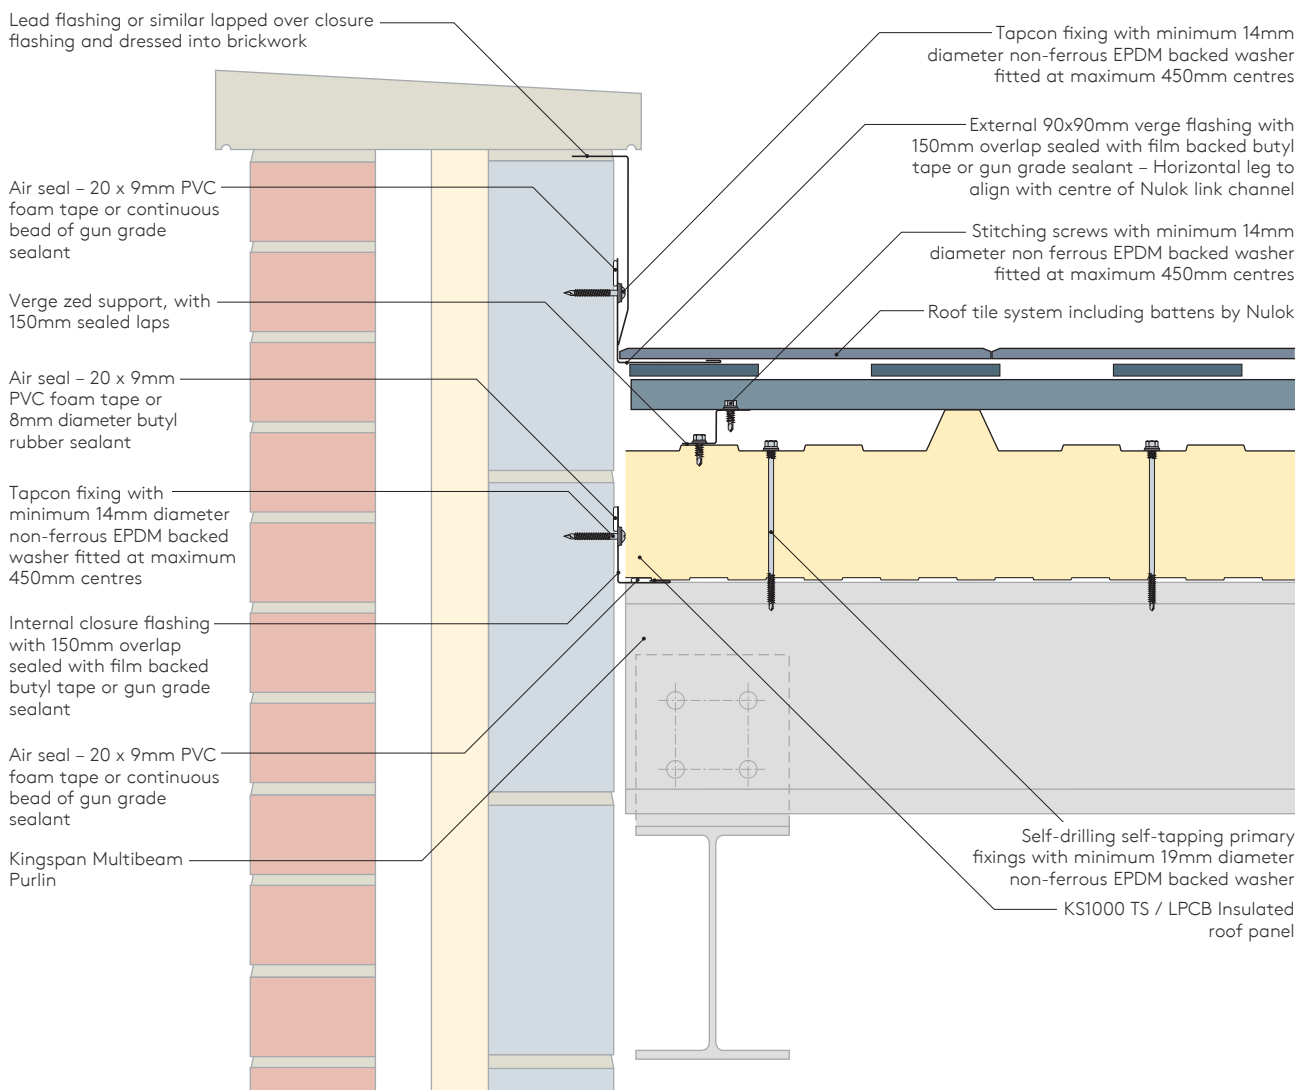 Lead flashing or similar lapped over closure
flashing and dressed into brickwork
Air seal – 20 x 9mm PVC
foam tape or continuous
bead of gun grade
sealant
Verge zed support, with
150mm sealed laps
Air seal – 20 x 9mm
PVC foam tape or
8mm diameter butyl
rubber sealant
Tapcon fixing with
minimum 14mm diameter
non-ferrous EPDM backed
washer fitted at maximum
450mm centres
Internal closure flashing
with 150mm overlap
sealed with film backed
butyl tape or gun grade
sealant
Air seal – 20 x 9mm PVC
foam tape or continuous
bead of gun grade
sealant
Kingspan Multibeam
Purlin
Tapcon fixing with minimum 14mm
diameter non-ferrous EPDM backed washer
fitted at maximum 450mm centres
External 90x90mm verge flashing with
150mm overlap sealed with film backed butyl
tape or gun grade sealant – Horizontal leg to
align with centre of Nulok link channel
Stitching screws with minimum 14mm
diameter non ferrous EPDM backed washer
fitted at maximum 450mm centres
Roof tile system including battens by Nulok
Self-drilling self-tapping primary
fixings with minimum 19mm diameter
non-ferrous EPDM backed washer
KS1000 TS / LPCB Insulated
roof panel